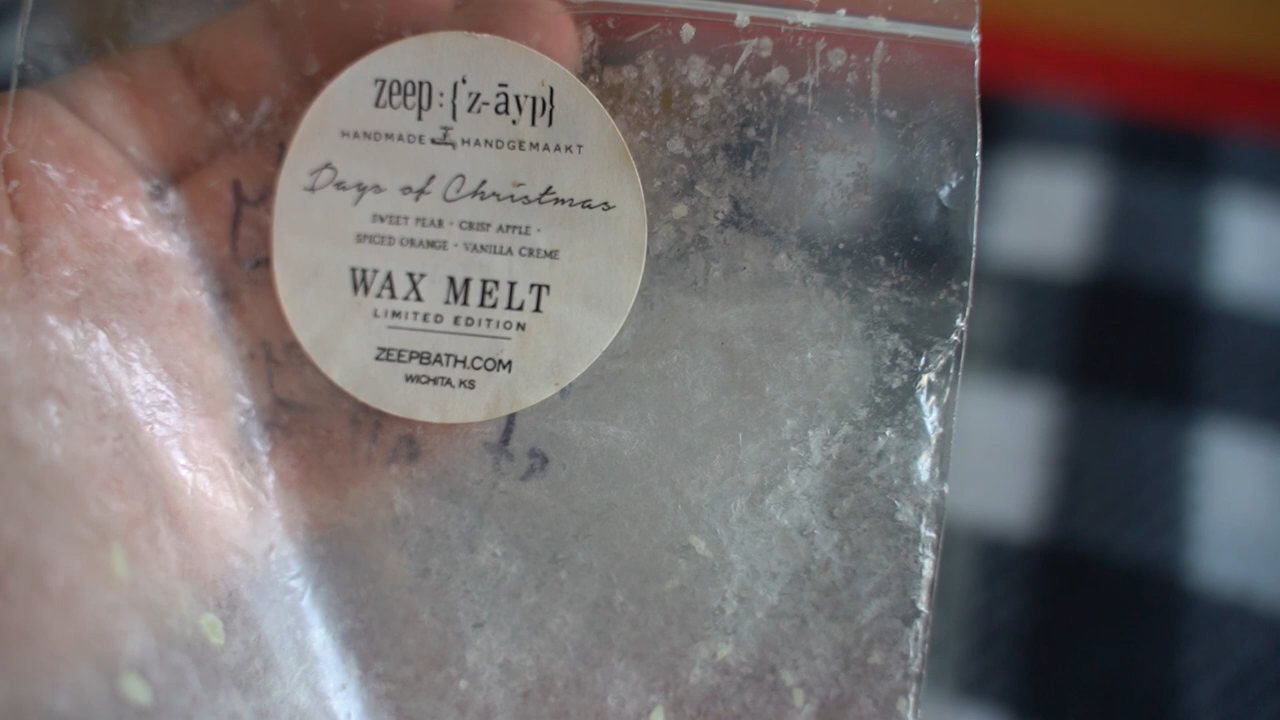 zeep:{'z-āyp}
HANDMADE HANDGEMAAKT
Days of Christmas
SWEET PEAR • CRISP APPLE •
SPICED ORANGE • VANILLA CREME
WAX MELT
LIMITED EDITION
ZEEPBATH.COM
WICHITA, KS